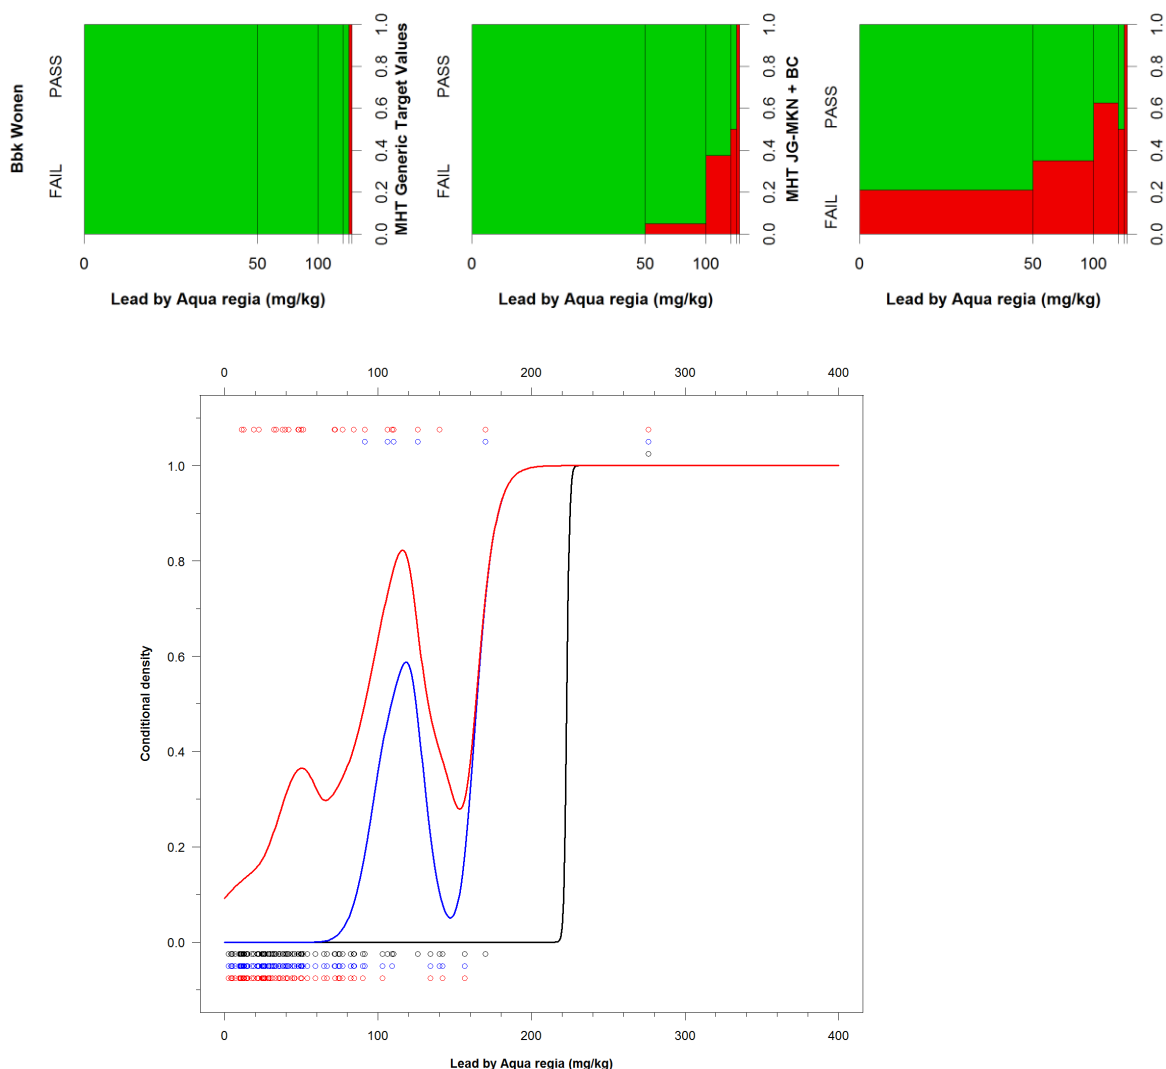 Bbk Wonen
FAIL PASS
0 50 100
0.0 0.2 0.4 0.6 0.8 1.0
Lead by Aqua regia (mg/kg)
MHT Generic Target Values
FAIL PASS
0 50 100
0.0 0.2 0.4 0.6 0.8 1.0
Lead by Aqua regia (mg/kg)
MHT JG-MKN + BC
FAIL PASS
0 50 100
0.0 0.2 0.4 0.6 0.8 1.0
Lead by Aqua regia (mg/kg)
0 100 200 300 400
Conditional density
1.0
0.8
0.6
0.4
0.2
0.0
0 100 200 300 400
Lead by Aqua regia (mg/kg)